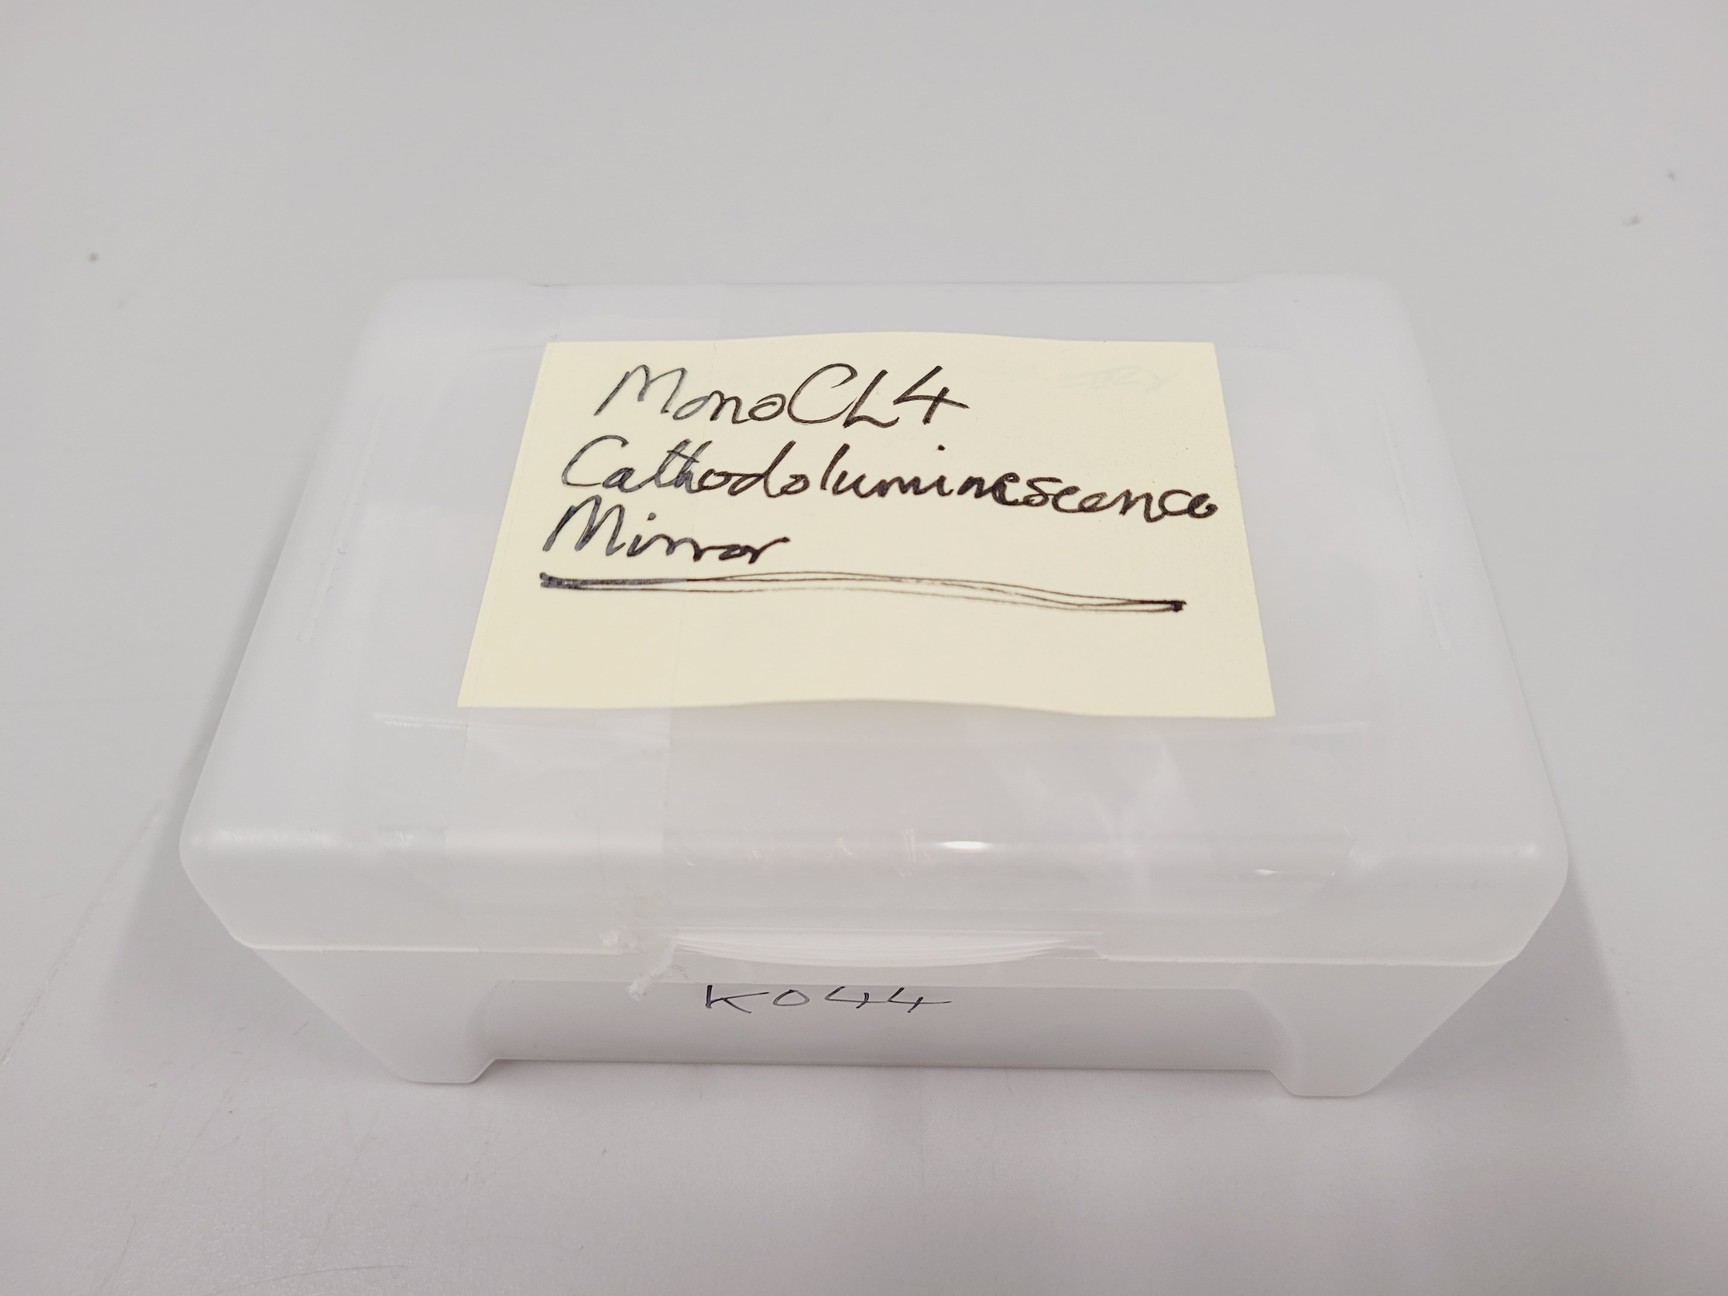 MonoCL4
Cathodoluminescence
Mirror
K044